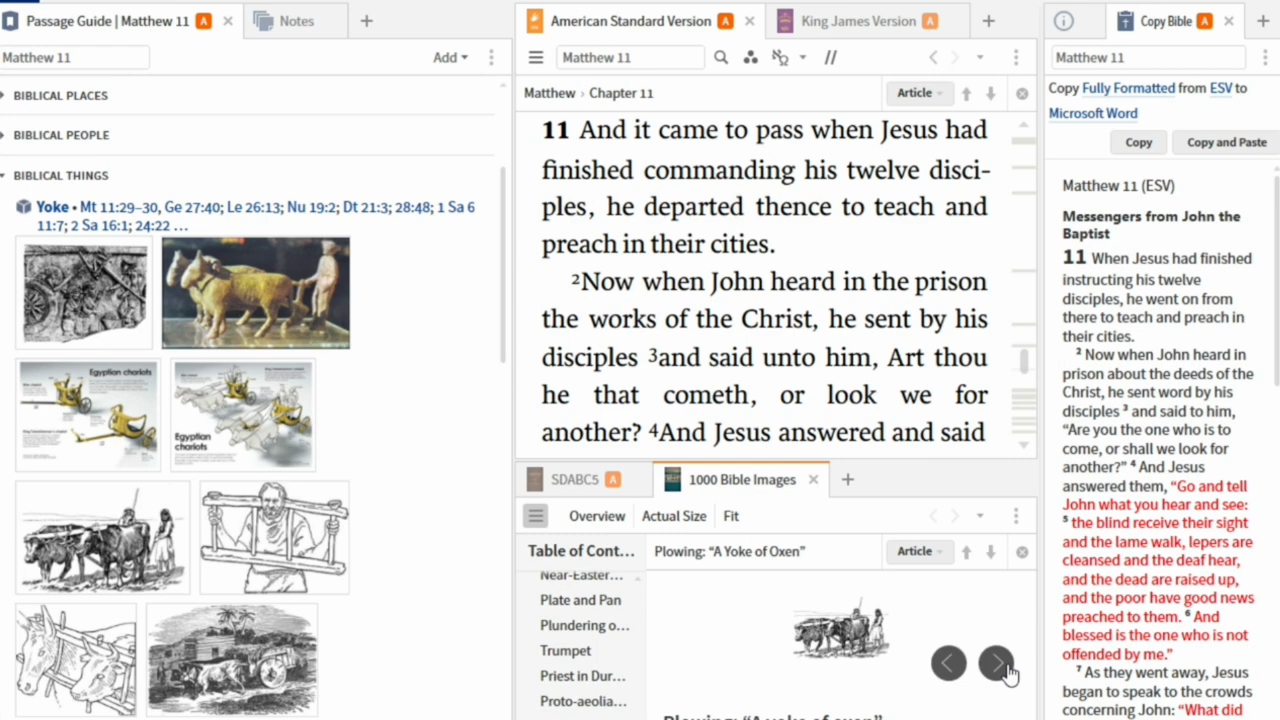 Passage Guide | Matthew 11 A
Notes
Matthew 11
Add
BIBLICAL PLACES
BIBLICAL PEOPLE
BIBLICAL THINGS
Yoke • Mt 11:29–30, Ge 27:40; Le 26:13; Nu 19:2; Dt 21:3; 28:48; 1 Sa 6
11:7; 2 Sa 16:1; 24:22 …
Egyptian chariots
Egyptian
chariots
American Standard Version A
King James Version A
Matthew 11
Matthew › Chapter 11
Article
11 And it came to pass when Jesus had
finished commanding his twelve disci-
ples, he departed thence to teach and
preach in their cities.
2Now when John heard in the prison
the works of the Christ, he sent by his
disciples 3and said unto him, Art thou
he that cometh, or look we for
another? 4And Jesus answered and said
SDABC5 A
1000 Bible Images
Overview
Actual Size
Fit
Table of Cont...
Plowing: “A Yoke of Oxen”
Article
Near-Easter...
Plate and Pan
Plundering o...
Trumpet
Priest in Dur...
Proto-aeolia...
Plowing: “A yoke of oxen”
Copy Bible A
Matthew 11
Copy Fully Formatted from ESV to
Microsoft Word
Copy
Copy and Paste
Matthew 11 (ESV)
Messengers from John the
Baptist
11 When Jesus had finished
instructing his twelve
disciples, he went on from
there to teach and preach in
their cities.
2 Now when John heard in
prison about the deeds of the
Christ, he sent word by his
disciples 3 and said to him,
“Are you the one who is to
come, or shall we look for
another?” 4 And Jesus
answered them, “Go and tell
John what you hear and see:
5 the blind receive their sight
and the lame walk, lepers are
cleansed and the deaf hear,
and the dead are raised up,
and the poor have good news
preached to them. 6 And
blessed is the one who is not
offended by me.”
7 As they went away, Jesus
began to speak to the crowds
concerning John: “What did